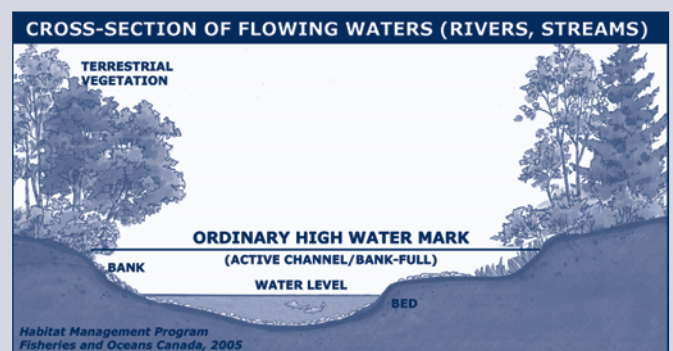 CROSS-SECTION OF FLOWING WATERS (RIVERS, STREAMS)
TERRESTRIAL
VEGETATION
ORDINARY HIGH WATER MARK
(ACTIVE CHANNEL/BANK-FULL)
BANK
WATER LEVEL
BED
Habitat Management Program
Fisheries and Oceans Canada, 2005